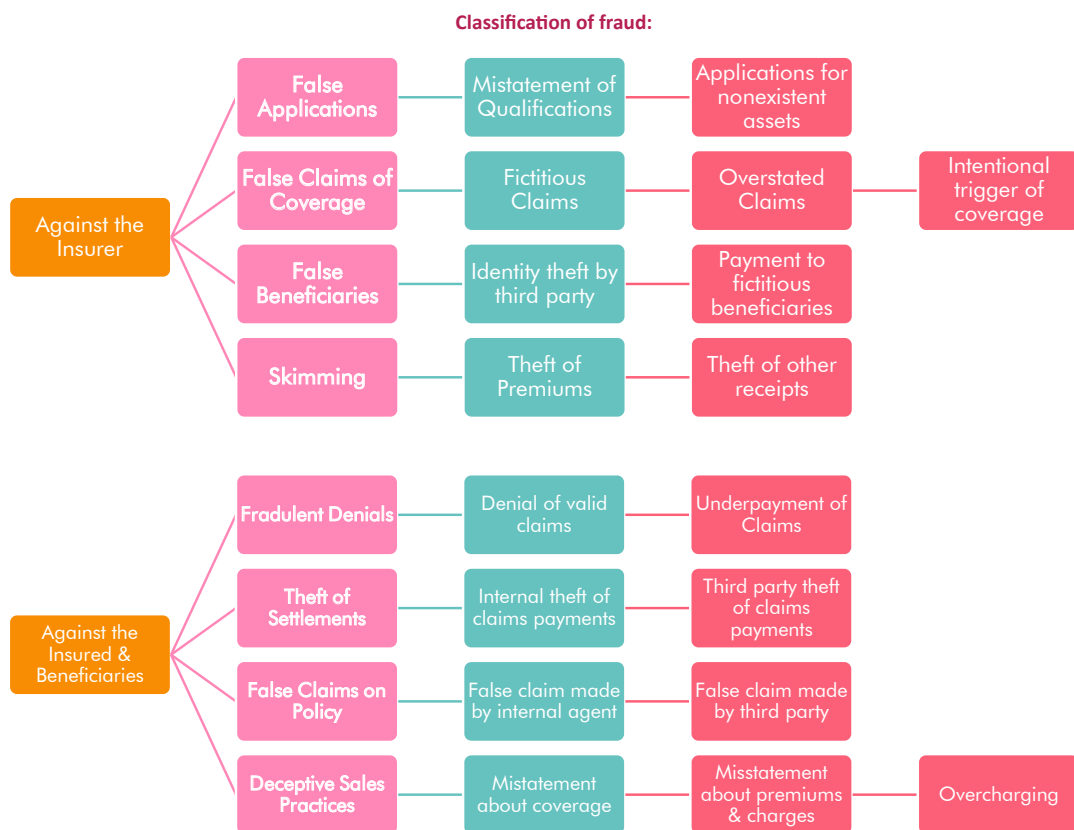 Classification of fraud:
Against the
Insurer
False
Applications
Mistatement of
Qualifications
Applications for
nonexistent
assets
False Claims of
Coverage
Fictitious
Claims
Overstated
Claims
Intentional
trigger of
coverage
False
Beneficiaries
Identity theft by
third party
Payment to
fictitious
beneficiaries
Skimming
Theft of
Premiums
Theft of other
receipts
Against the
Insured &
Beneficiaries
Fradulent Denials
Denial of valid
claims
Underpayment of
Claims
Theft of
Settlements
Internal theft of
claims payments
Third party theft
of claims
payments
False Claims on
Policy
False claim made
by internal agent
False claim made
by third party
Deceptive Sales
Practices
Mistatement
about coverage
Misstatement
about premiums
& charges
Overcharging